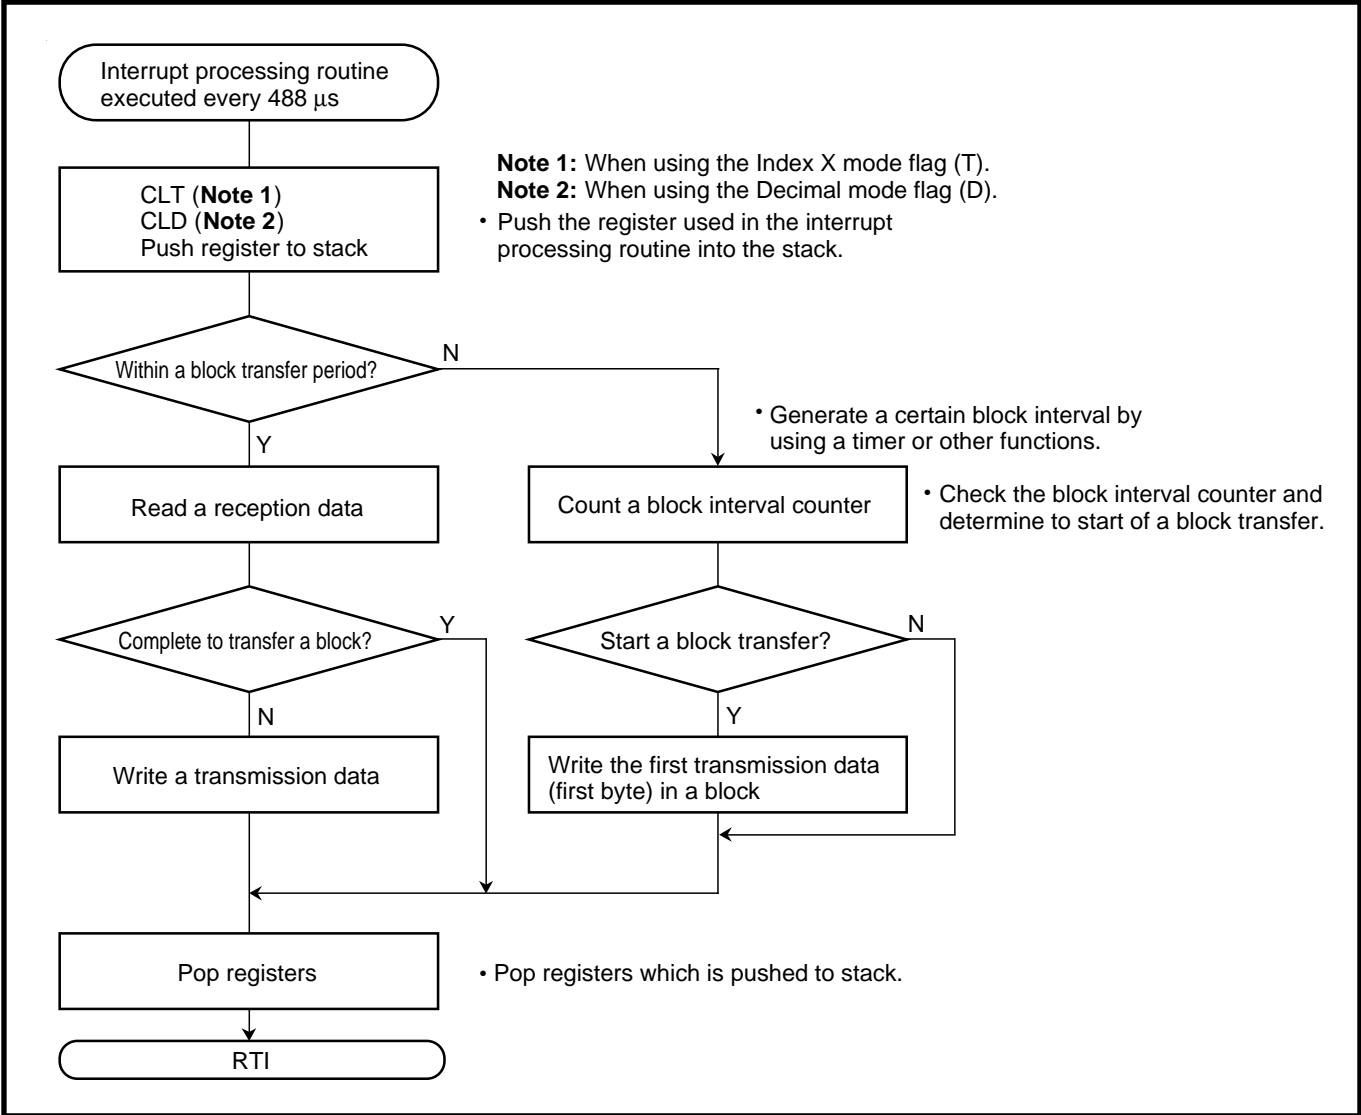 Interrupt processing routine
executed every 488 μs
CLT (Note 1)
CLD (Note 2)
Push register to stack
Note 1: When using the Index X mode flag (T).
Note 2: When using the Decimal mode flag (D).
• Push the register used in the interrupt
processing routine into the stack.
Within a block transfer period?
N
Y
• Generate a certain block interval by
using a timer or other functions.
Read a reception data
Count a block interval counter
• Check the block interval counter and
determine to start of a block transfer.
Complete to transfer a block?
Y
N
Start a block transfer?
N
Y
Write a transmission data
Write the first transmission data
(first byte) in a block
Pop registers
• Pop registers which is pushed to stack.
RTI